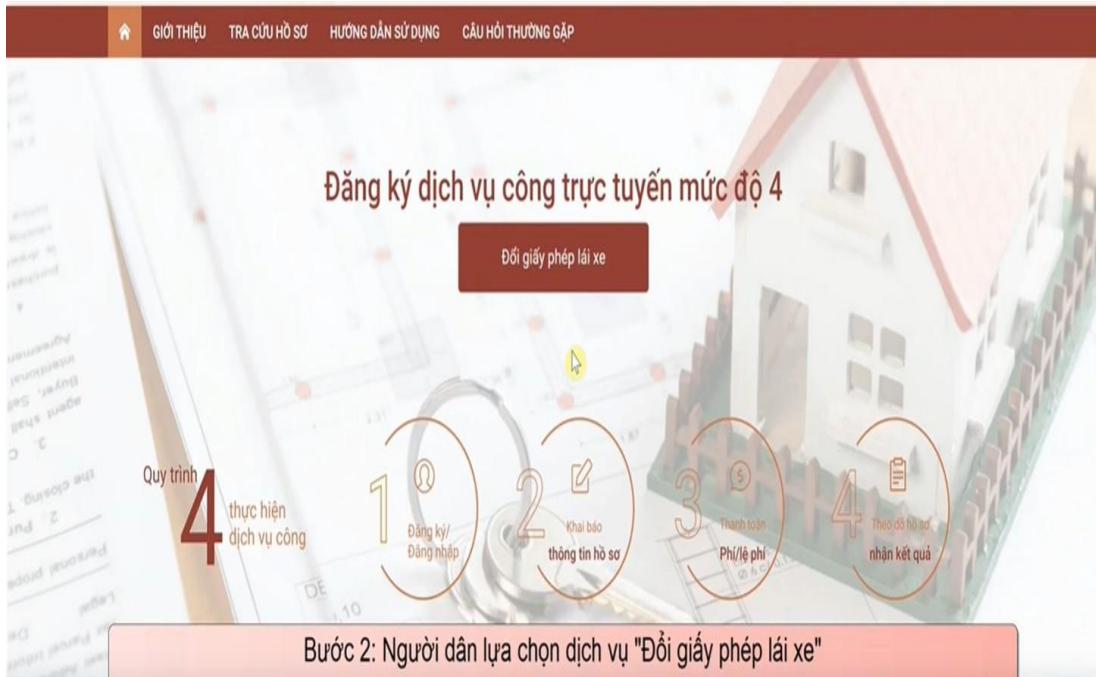 GIỚI THIỆU TRA CỨU HỒ SƠ HƯỚNG DẪN SỬ DỤNG CÂU HỎI THƯỜNG GẶP
Đăng ký dịch vụ công trực tuyến mức độ 4
Đổi giấy phép lái xe
Quy trình
4
thực hiện
dịch vụ công
1
Đăng ký/
Đăng nhập
2
Khai báo
thông tin hồ sơ
3
Thanh toán
Phí/lệ phí
4
Theo dõ hồ sơ
nhận kết quả
Bước 2: Người dân lựa chọn dịch vụ "Đổi giấy phép lái xe"